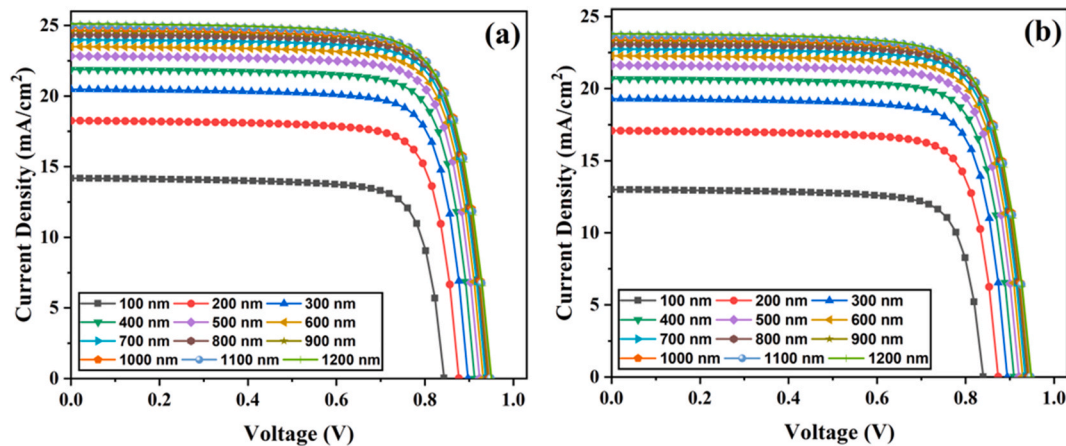 (a)
Current Density (mA/cm²)
25
20
15
10
5
0
100 nm 200 nm 300 nm
400 nm 500 nm 600 nm
700 nm 800 nm 900 nm
1000 nm 1100 nm 1200 nm
0.0 0.2 0.4 0.6 0.8 1.0
Voltage (V)
(b)
Current Density (mA/cm²)
25
20
15
10
5
0
100 nm 200 nm 300 nm
400 nm 500 nm 600 nm
700 nm 800 nm 900 nm
1000 nm 1100 nm 1200 nm
0.0 0.2 0.4 0.6 0.8 1.0
Voltage (V)